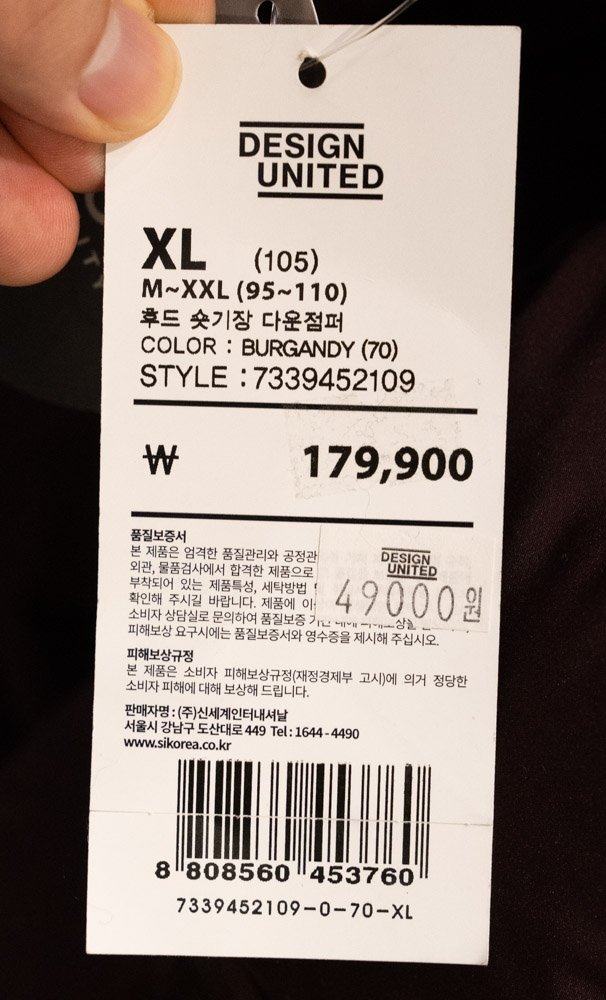 DESIGN
UNITED
XL (105)
M~XXL (95~110)
후드 숏기장 다운점퍼
COLOR : BURGANDY (70)
STYLE : 7339452109
₩ 179,900
품질보증서
본 제품은 엄격한 품질관리와 공정관
외관, 물품검사에서 합격한 제품으로
부착되어 있는 제품특성, 세탁방법
확인해 주시길 바랍니다. 제품에 이
소비자 상담실로 문의하여 품질보증
피해보상 요구시에는 품질보증서와 영수증을 제시해 주십시오.
DESIGN
UNITED
49000원
피해보상규정
본 제품은 소비자 피해보상규정(재정경제부 고시)에 의거 정당한
소비자 피해에 대해 보상해 드립니다.
판매자명 : (주)신세계인터내셔날
서울시 강남구 도산대로 449 Tel : 1644 - 4490
www.sikorea.co.kr
8 808560 453760
7339452109-0-70-XL